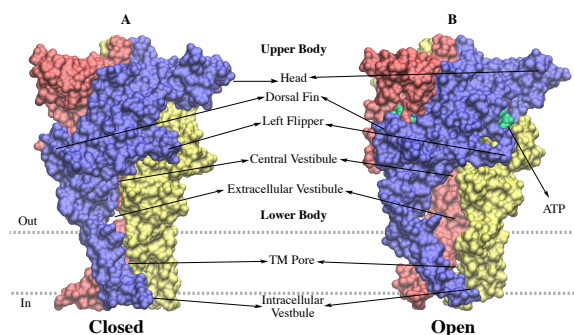 A
B
Upper Body
Head
Dorsal Fin
Left Flipper
Central Vestibule
Extracellular Vestibule
ATP
Out
Lower Body
TM Pore
In
Intracellular
Vestbule
Closed
Open